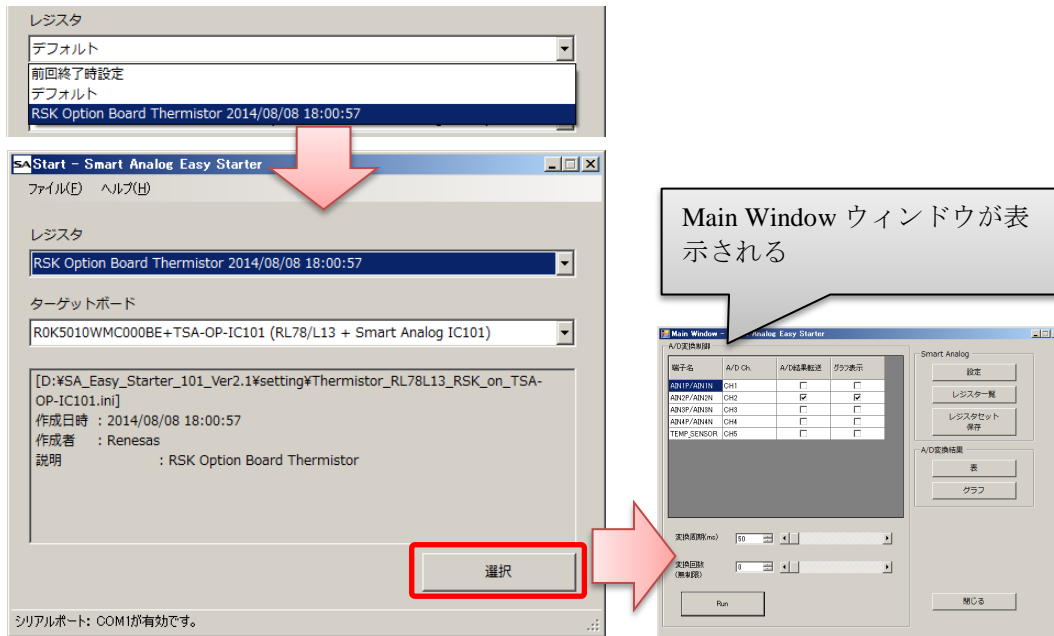 レジスタ
デフォルト
前回終了時設定
デフォルト
RSK Option Board Thermistor 2014/08/08 18:00:57
SA Start - Smart Analog Easy Starter
ファイル(F) ヘルプ(H)
レジスタ
RSK Option Board Thermistor 2014/08/08 18:00:57
ターゲットボード
R0K5010WMC000BE+TSA-OP-IC101 (RL78/L13 + Smart Analog IC101)
[D:¥SA_Easy_Starter_101_Ver2.1¥setting¥Thermistor_RL78L13_RSK_on_TSA-
OP-IC101.ini]
作成日時 : 2014/08/08 18:00:57
作成者 : Renesas
説明 : RSK Option Board Thermistor
選択
シリアルポート: COM1が有効です。
Main Window ウィンドウが表
示される
Main Window - Analog Easy Starter
A/D変換制御
端子名 A/D Ch. A/D結果転送 グラフ表示
AIN1P/AIN1N CH1
AIN2P/AIN2N CH2
AIN3P/AIN3N CH3
AIN4P/AIN4N CH4
TEMP_SENSOR CH5
変換周期(ms) 50
変換回数 0
(無制限)
Run
Smart Analog
設定
レジスター覧
レジスタセット
保存
A/D変換結果
表
グラフ
閉じる